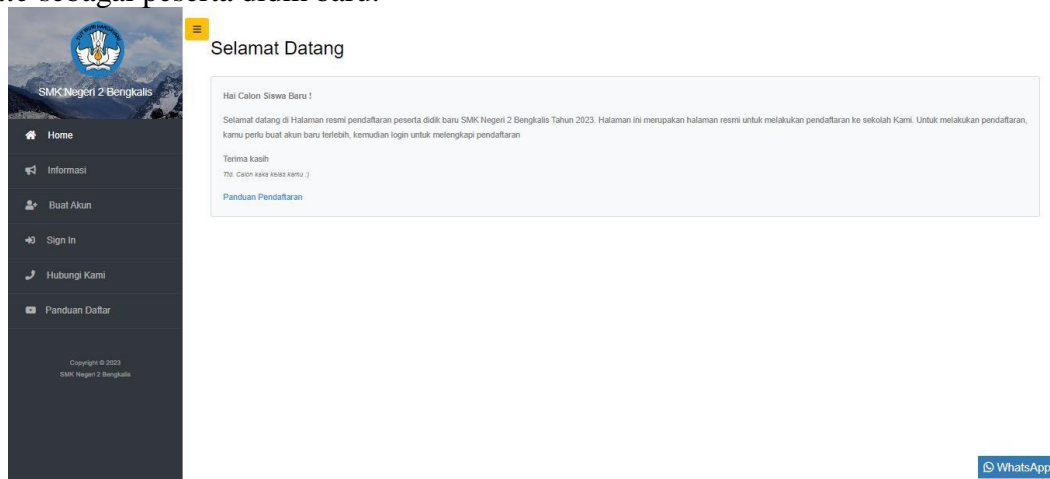 sebagai peserta didik baru.
SMK Negeri 2 Bengkalis
Home
Informasi
Buat Akun
Sign In
Hubungi Kami
Panduan Daftar
Copyright © 2023
SMK Negeri 2 Bengkalis
Selamat Datang
Hai Calon Siswa Baru !
Selamat datang di Halaman resmi pendaftaran peserta didik baru SMK Negeri 2 Bengkalis Tahun 2023. Halaman ini merupakan halaman resmi untuk melakukan pendaftaran ke sekolah Kami. Untuk melakukan pendaftaran,
kamu perlu buat akun baru terlebih, kemudian login untuk melengkapi pendaftaran
Terima kasih
Ttd. Calon kaka kelas kamu :)
Panduan Pendaftaran
WhatsApp